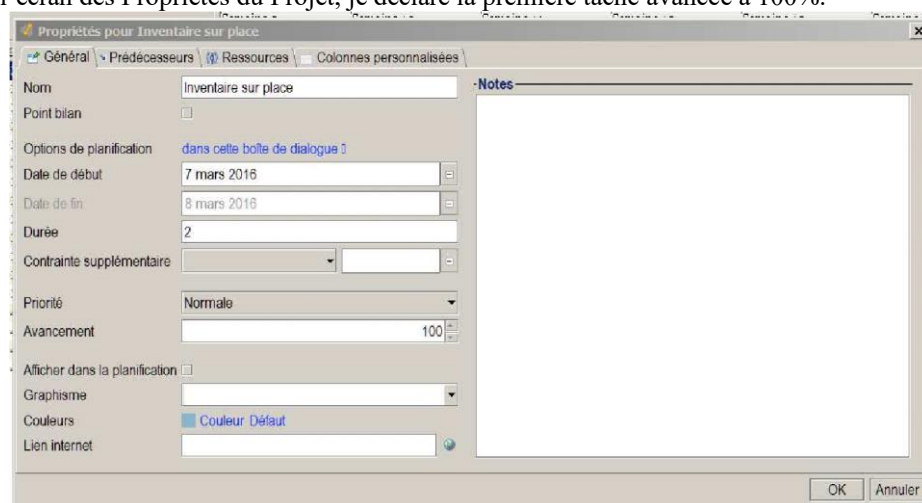 écran des Propriétés du Projet, je déclare la première tâche avancée à 100%.
Propriétés pour Inventaire sur place
Général Prédécesseurs Ressources Colonnes personnalisées
Nom Inventaire sur place
Notes
Point bilan
Options de planification dans cette boîte de dialogue
Date de début 7 mars 2016
Date de fin 8 mars 2016
Durée 2
Contrainte supplémentaire
Priorité Normale
Avancement 100
Afficher dans la planification
Graphisme
Couleurs Couleur Défaut
Lien internet
OK Annuler